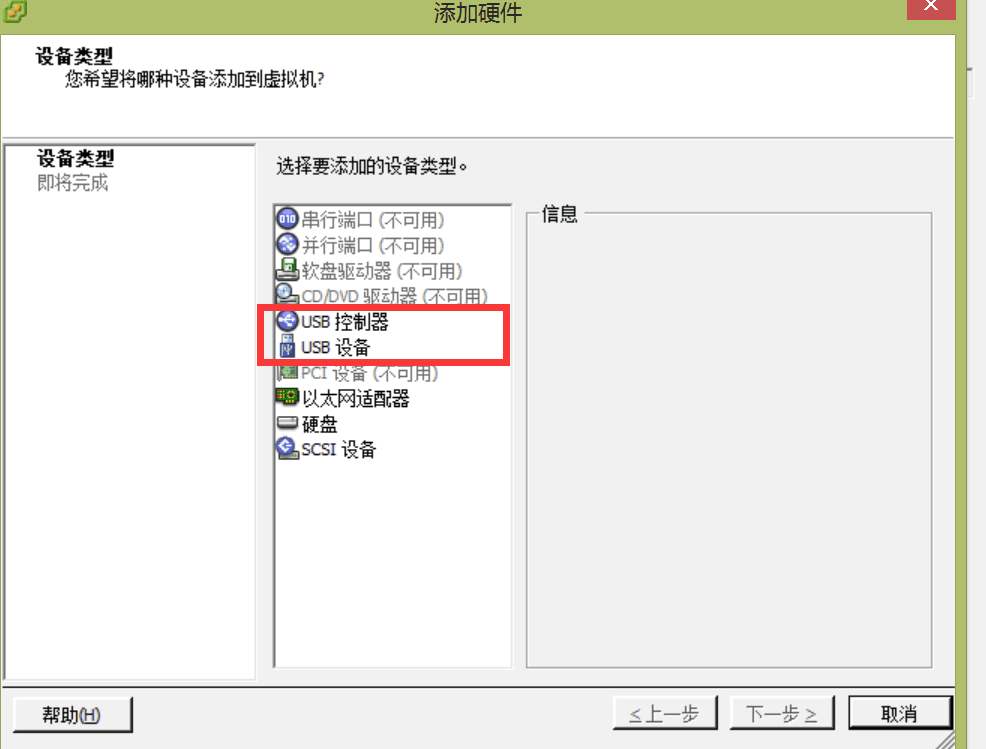 添加硬件
设备类型
您希望将哪种设备添加到虚拟机?
设备类型
即将完成
选择要添加的设备类型。
串行端口 (不可用)
并行端口 (不可用)
软盘驱动器 (不可用)
CD/DVD 驱动器 (不可用)
USB 控制器
USB 设备
PCI 设备 (不可用)
以太网适配器
硬盘
SCSI 设备
信息
帮助(H)
≤上一步
下一步 ≥
取消